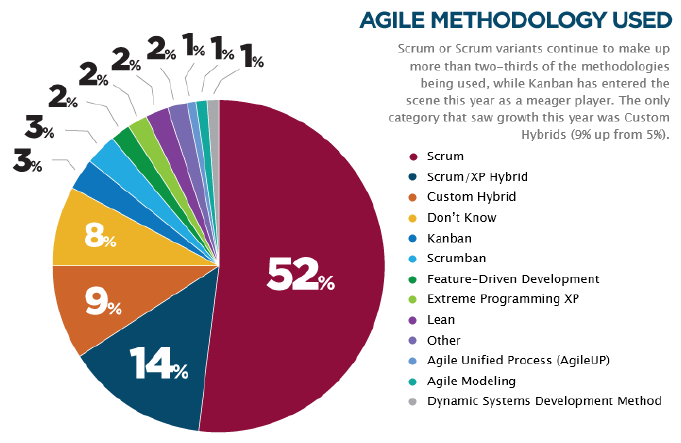 AGILE METHODOLOGY USED
Scrum or Scrum variants continue to make up
more than two-thirds of the methodologies
being used, while Kanban has entered the
scene this year as a meager player. The only
category that saw growth this year was Custom
Hybrids (9% up from 5%).
Scrum
Scrum/XP Hybrid
Custom Hybrid
Don't Know
Kanban
Scrumban
Feature-Driven Development
Extreme Programming XP
Lean
Other
Agile Unified Process (AgileUP)
Agile Modeling
Dynamic Systems Development Method
52%
14%
9%
8%
3%
3%
2%
2%
2%
2%
1%
1%
1%